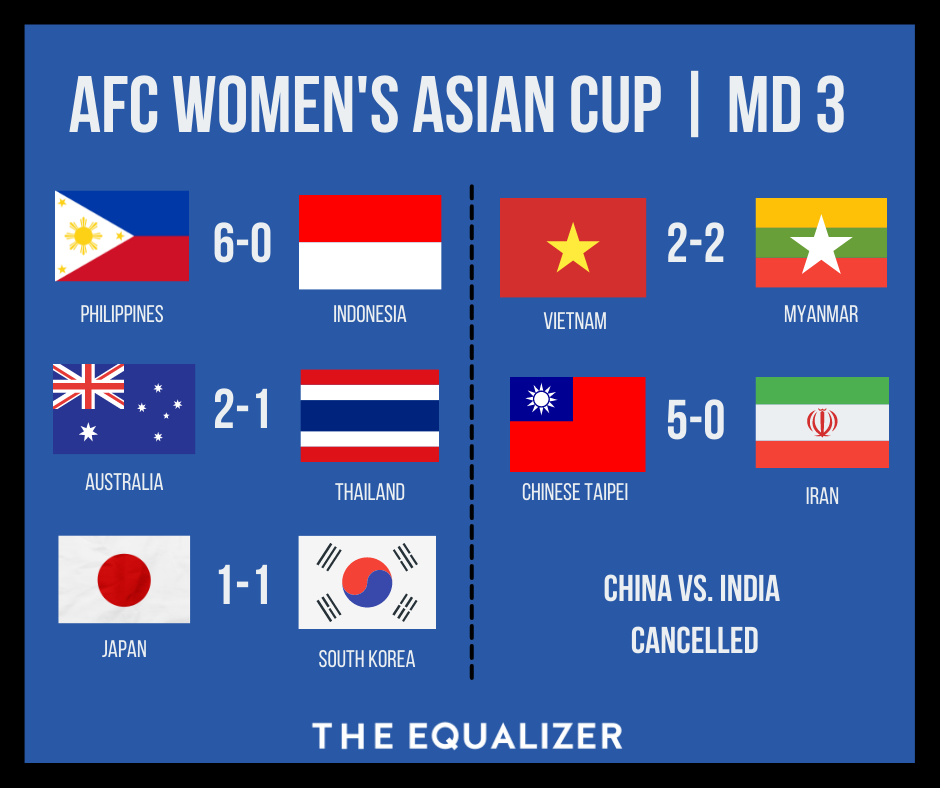 AFC WOMEN'S ASIAN CUP | MD 3
6-0
PHILIPPINES
INDONESIA
2-1
AUSTRALIA
THAILAND
1-1
JAPAN
SOUTH KOREA
2-2
VIETNAM
MYANMAR
5-0
CHINESE TAIPEI
IRAN
CHINA VS. INDIA
CANCELLED
THE EQUALIZER